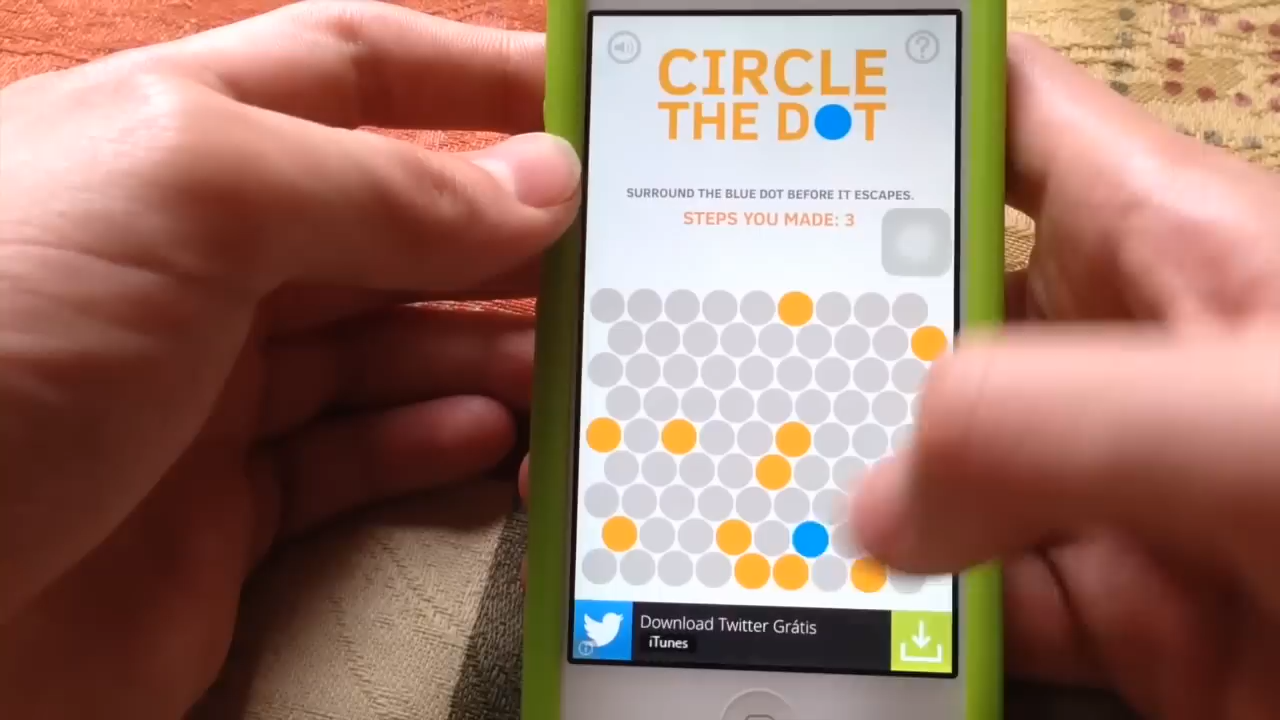 CIRCLE
THE DOT
SURROUND THE BLUE DOT BEFORE IT ESCAPES.
STEPS YOU MADE: 3
Download Twitter Grátis
iTunes